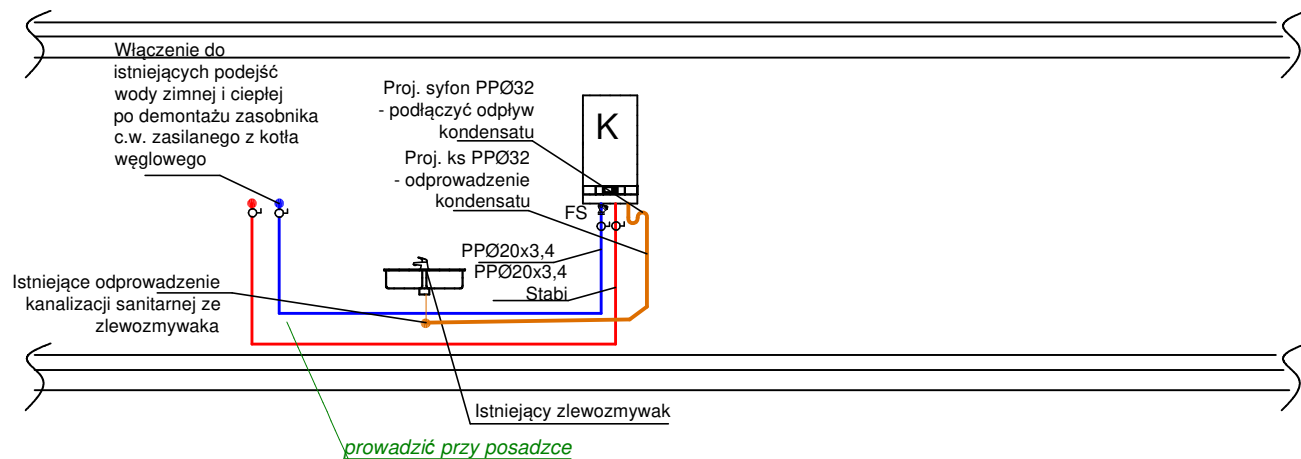 Włączenie do
istniejących podejść
wody zimnej i ciepłej
po demontażu zasobnika
c.w. zasilanego z kotła
węglowego
Proj. syfon PPØ32
- podłączyć odpływ
kondensatu
Proj. ks PPØ32
- odprowadzenie
kondensatu
K
FS
PPØ20x3,4
PPØ20x3,4
Stabi
Istniejące odprowadzenie
kanalizacji sanitarnej ze
zlewozmywaka
Istniejący zlewozmywak
prowadzić przy posadzce